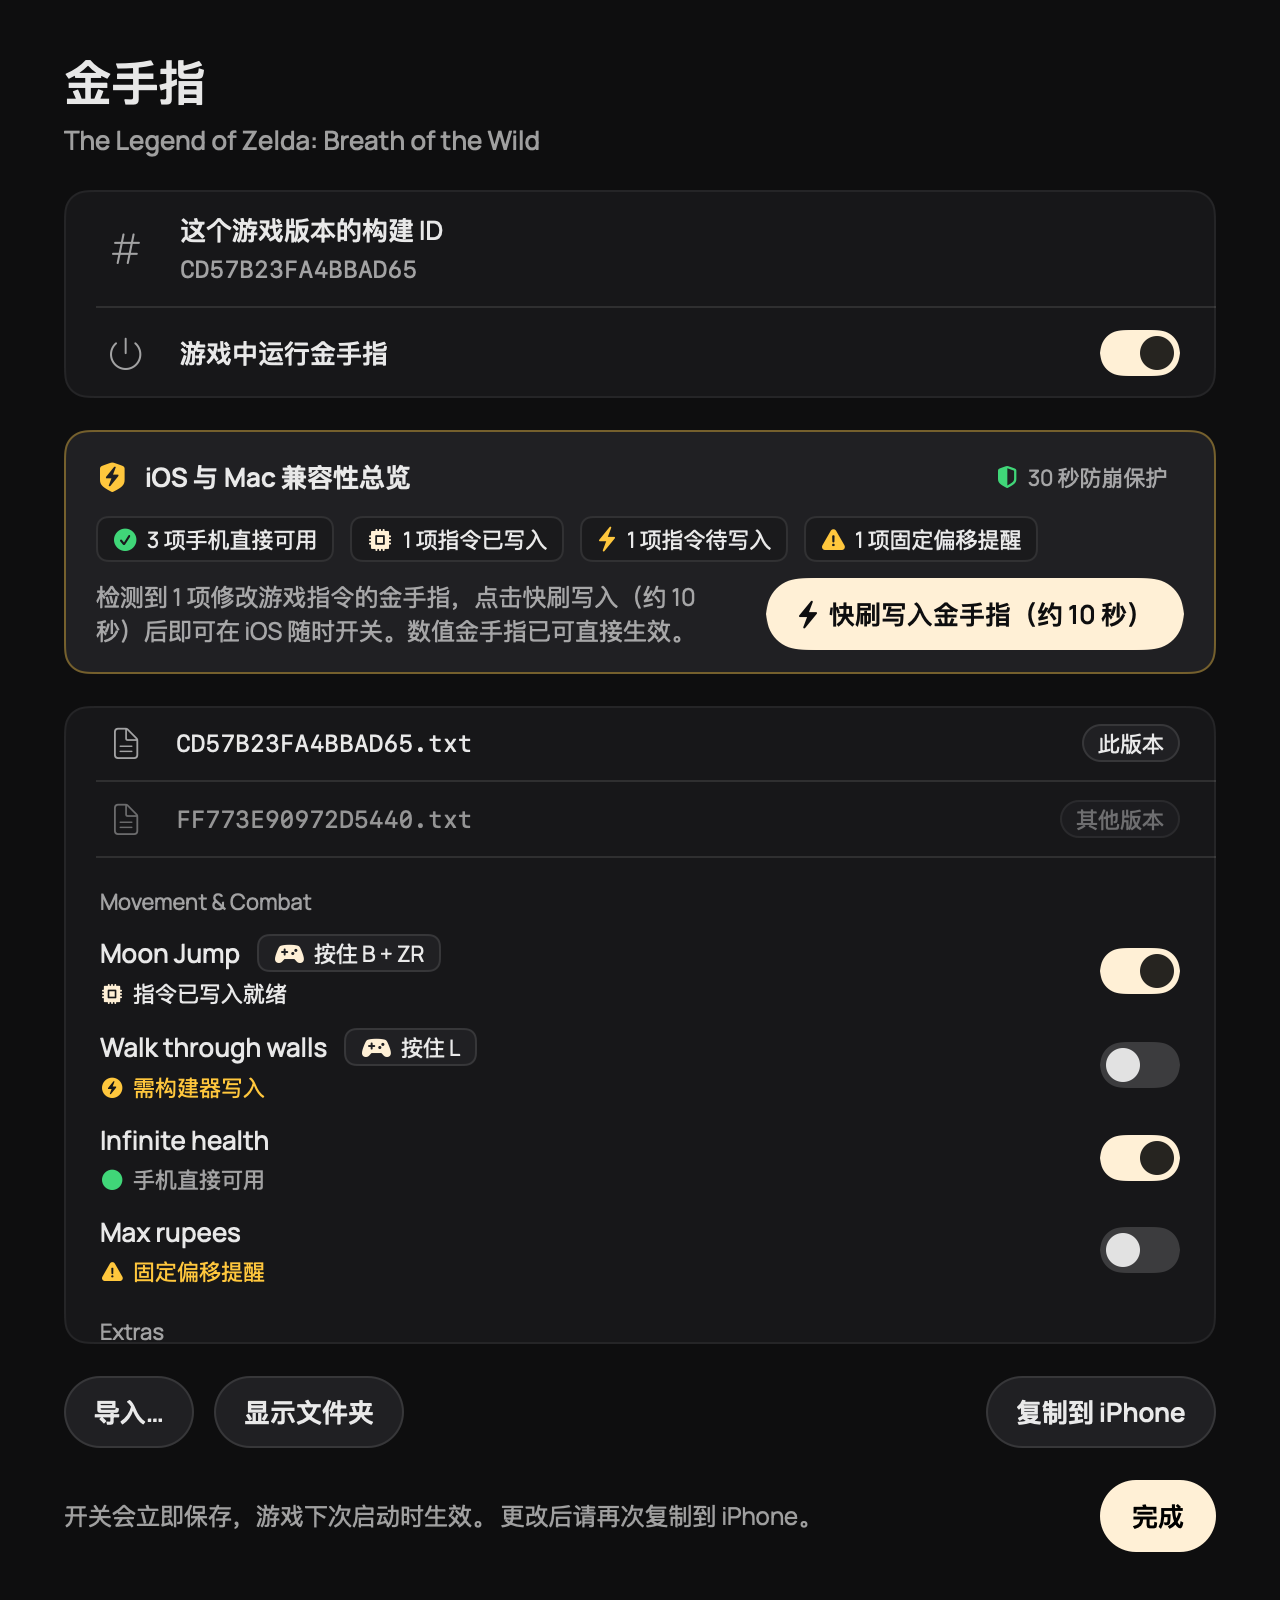 金手指
The Legend of Zelda: Breath of the Wild
这个游戏版本的构建 ID
CD57B23FA4BBAD65
游戏中运行金手指
iOS 与 Mac 兼容性总览
30 秒防崩保护
3 项手机直接可用
1 项指令已写入
1 项指令待写入
1 项固定偏移提醒
检测到 1 项修改游戏指令的金手指，点击快刷写入（约 10
秒）后即可在 iOS 随时开关。数值金手指已可直接生效。
快刷写入金手指（约 10 秒）
CD57B23FA4BBAD65.txt
此版本
FF773E90972D5440.txt
其他版本
Movement & Combat
Moon Jump
按住 B + ZR
指令已写入就绪
Walk through walls
按住 L
需构建器写入
Infinite health
手机直接可用
Max rupees
固定偏移提醒
Extras
导入...
显示文件夹
复制到 iPhone
开关会立即保存，游戏下次启动时生效。 更改后请再次复制到 iPhone。
完成